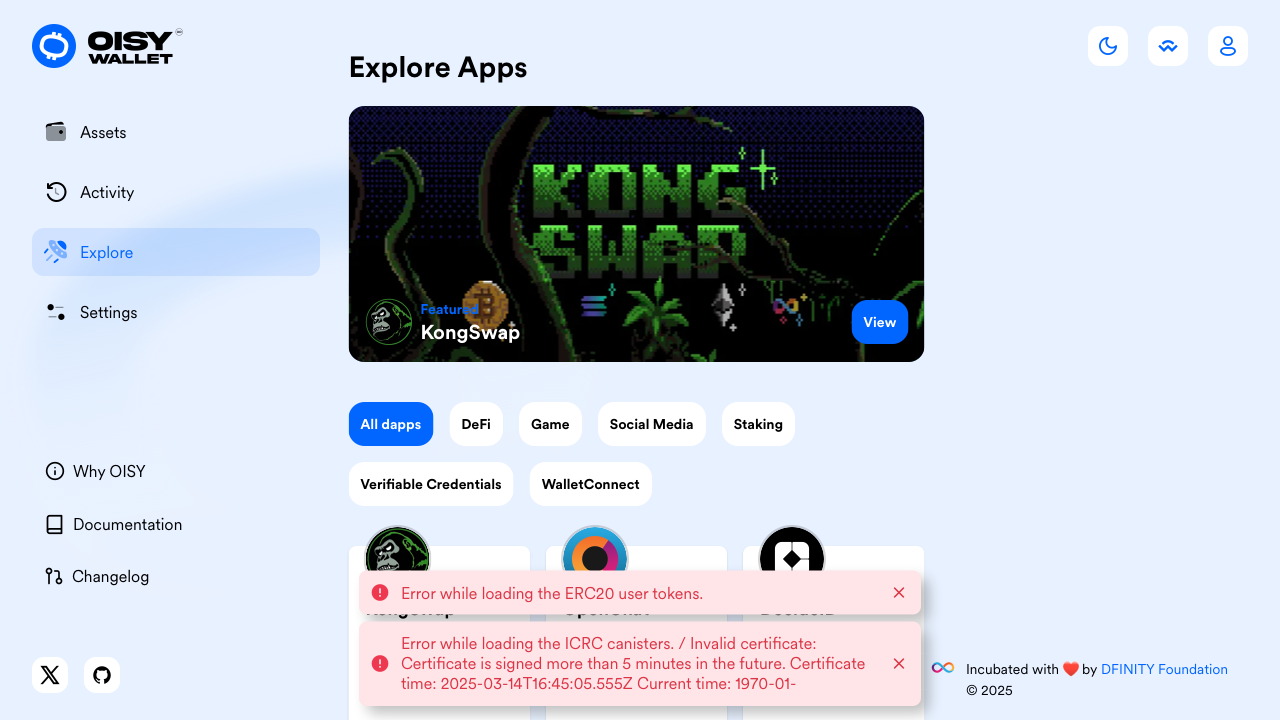 OISY
WALLET
Explore Apps
Assets
Activity
Explore
Settings
KONG
SWAP
Featured
KongSwap
View
All dapps
DeFi
Game
Social Media
Staking
Verifiable Credentials
WalletConnect
Why OISY
Documentation
Changelog
Error while loading the ERC20 user tokens.
Error while loading the ICRC canisters. / Invalid certificate:
Certificate is signed more than 5 minutes in the future. Certificate
time: 2025-03-14T16:45:05.555Z Current time: 1970-01-
Incubated with ❤️ by DFINITY Foundation
© 2025